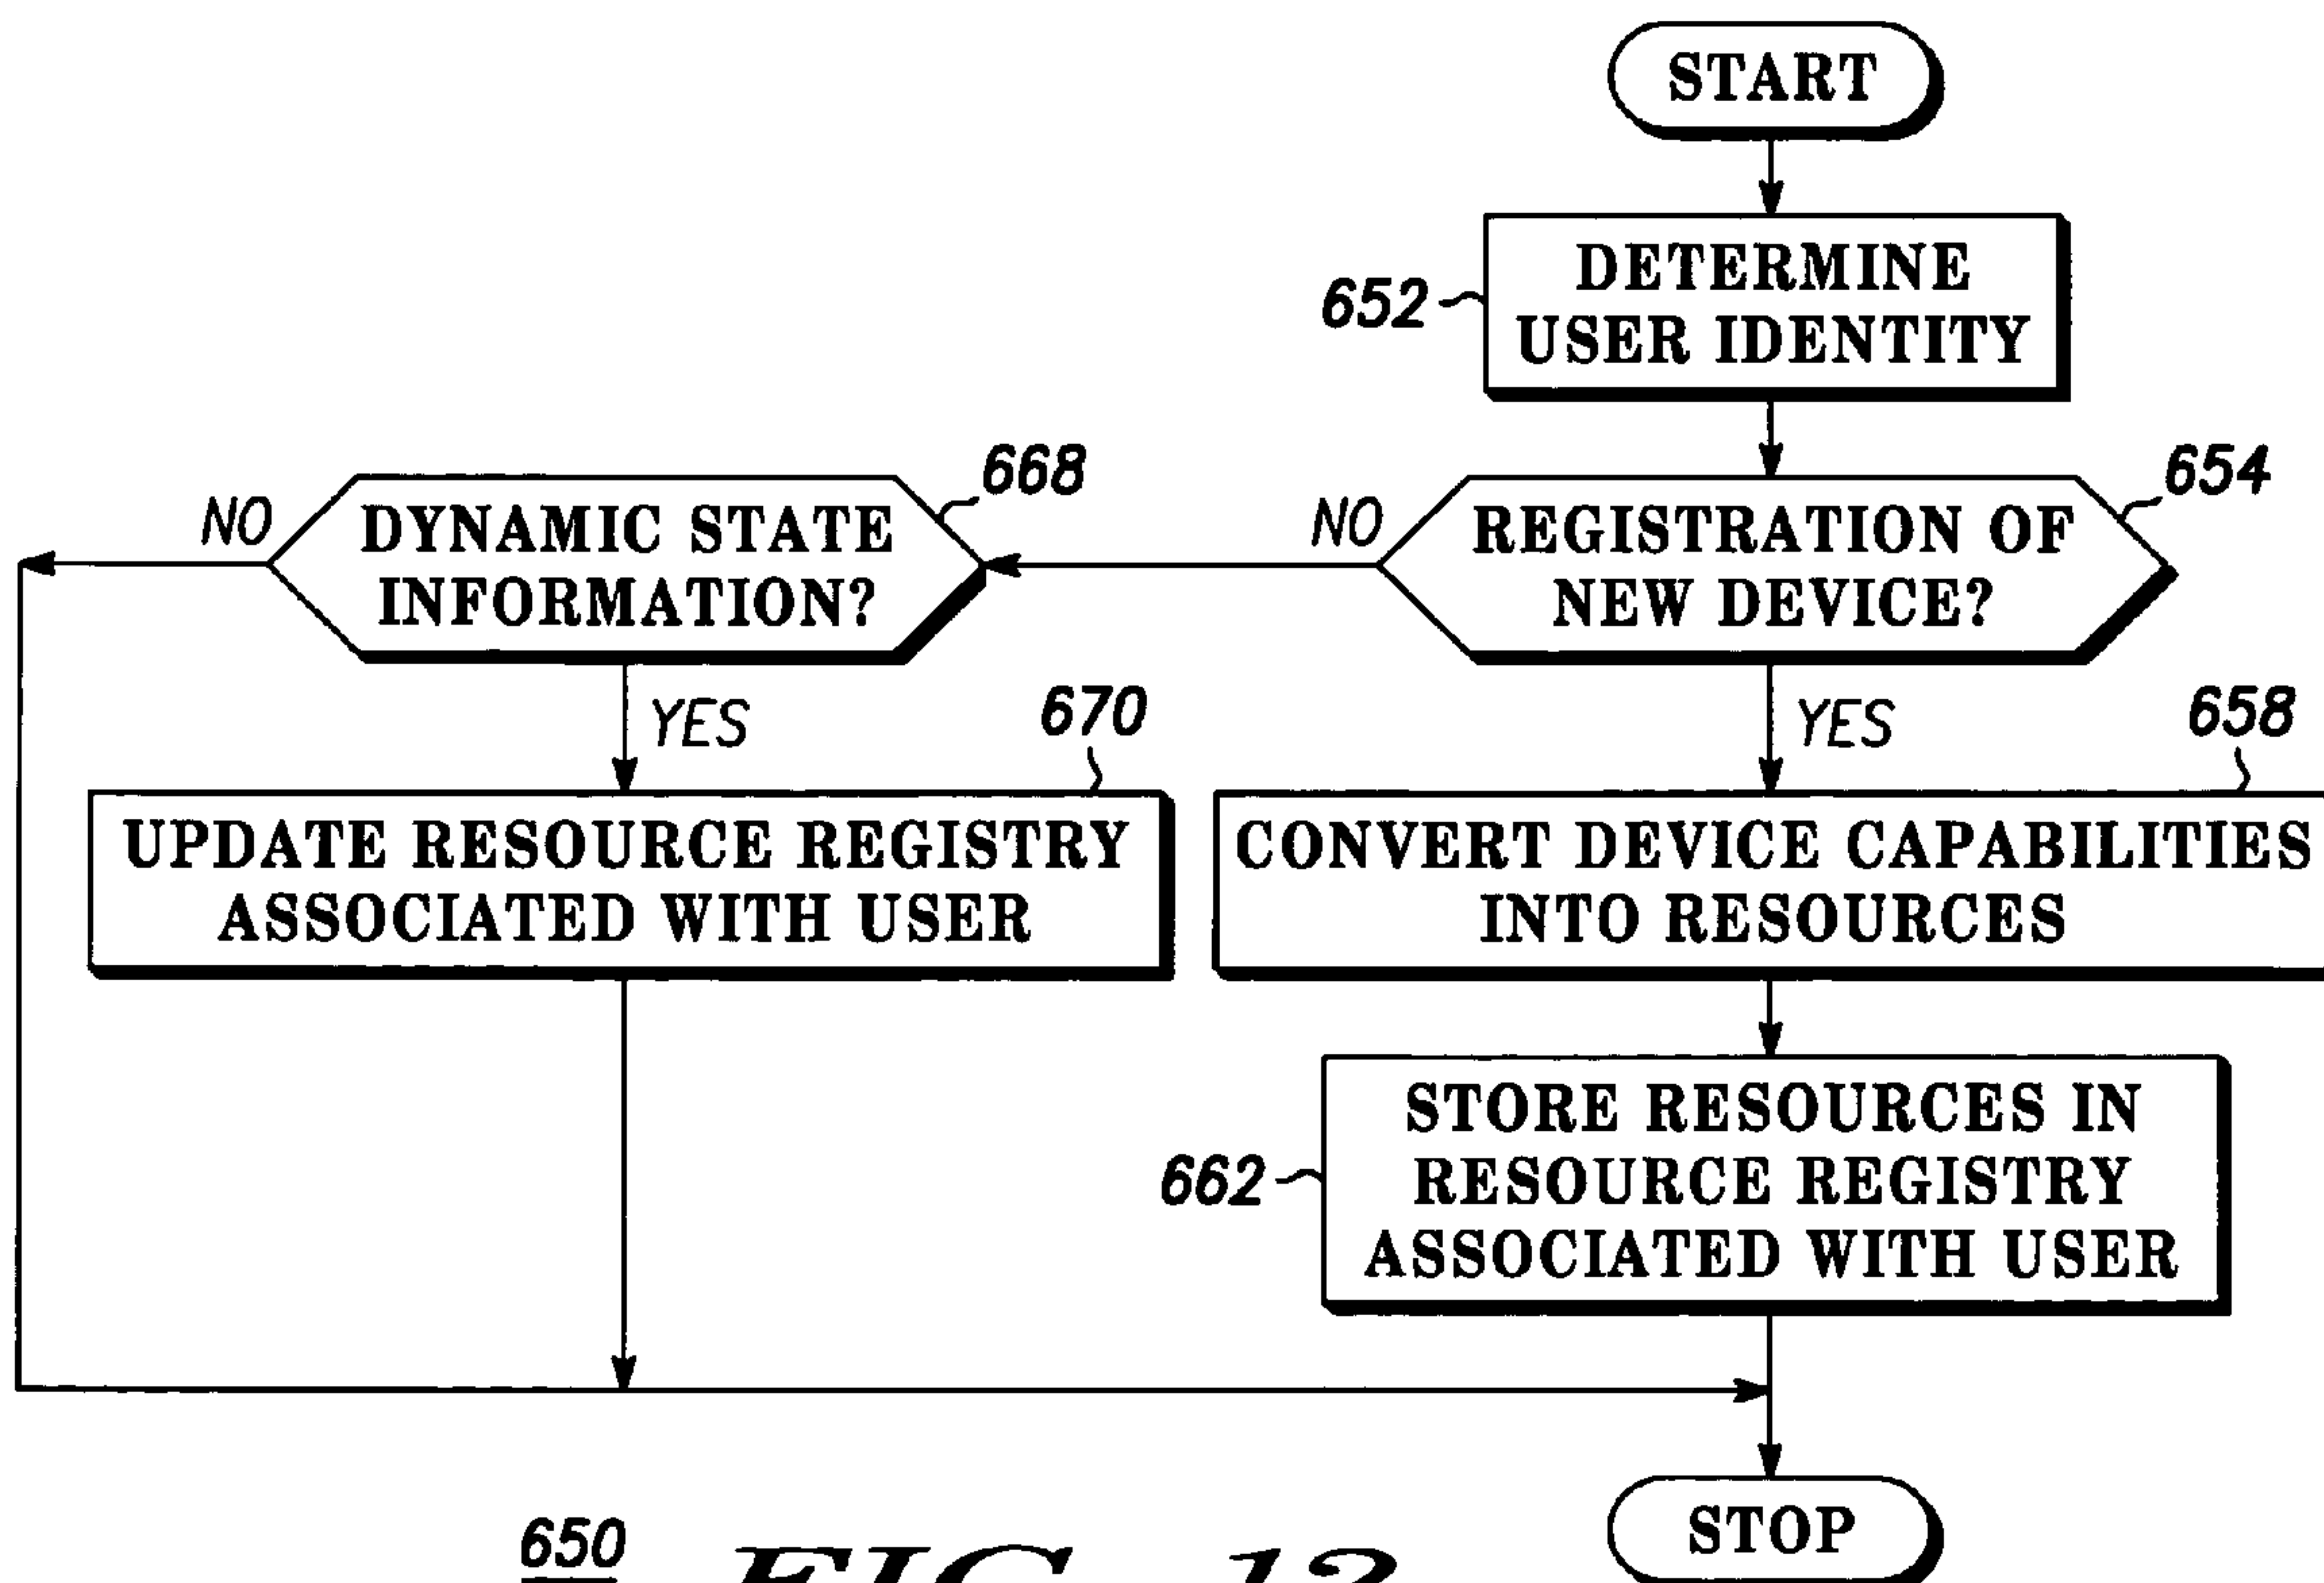 START
652
DETERMINE
USER IDENTITY
668
654
NO
DYNAMIC STATE
INFORMATION?
NO
REGISTRATION OF
NEW DEVICE?
YES
670
YES
658
UPDATE RESOURCE REGISTRY
ASSOCIATED WITH USER
CONVERT DEVICE CAPABILITIES
INTO RESOURCES
662
STORE RESOURCES IN
RESOURCE REGISTRY
ASSOCIATED WITH USER
STOP
650
FIG. 12